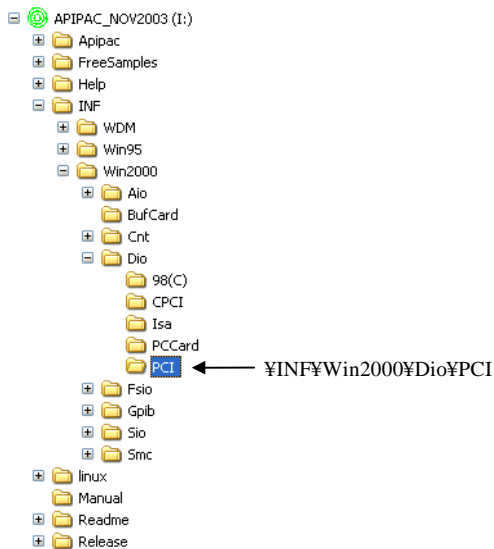 APIPAC_NOV2003 (I:)
Apipac
FreeSamples
Help
INF
WDM
Win95
Win2000
Aio
BufCard
Cnt
Dio
98(C)
CPCI
Isa
PCCard
PCI ¥INF¥Win2000¥Dio¥PCI
Fsio
Gpib
Sio
Smc
linux
Manual
Readme
Release